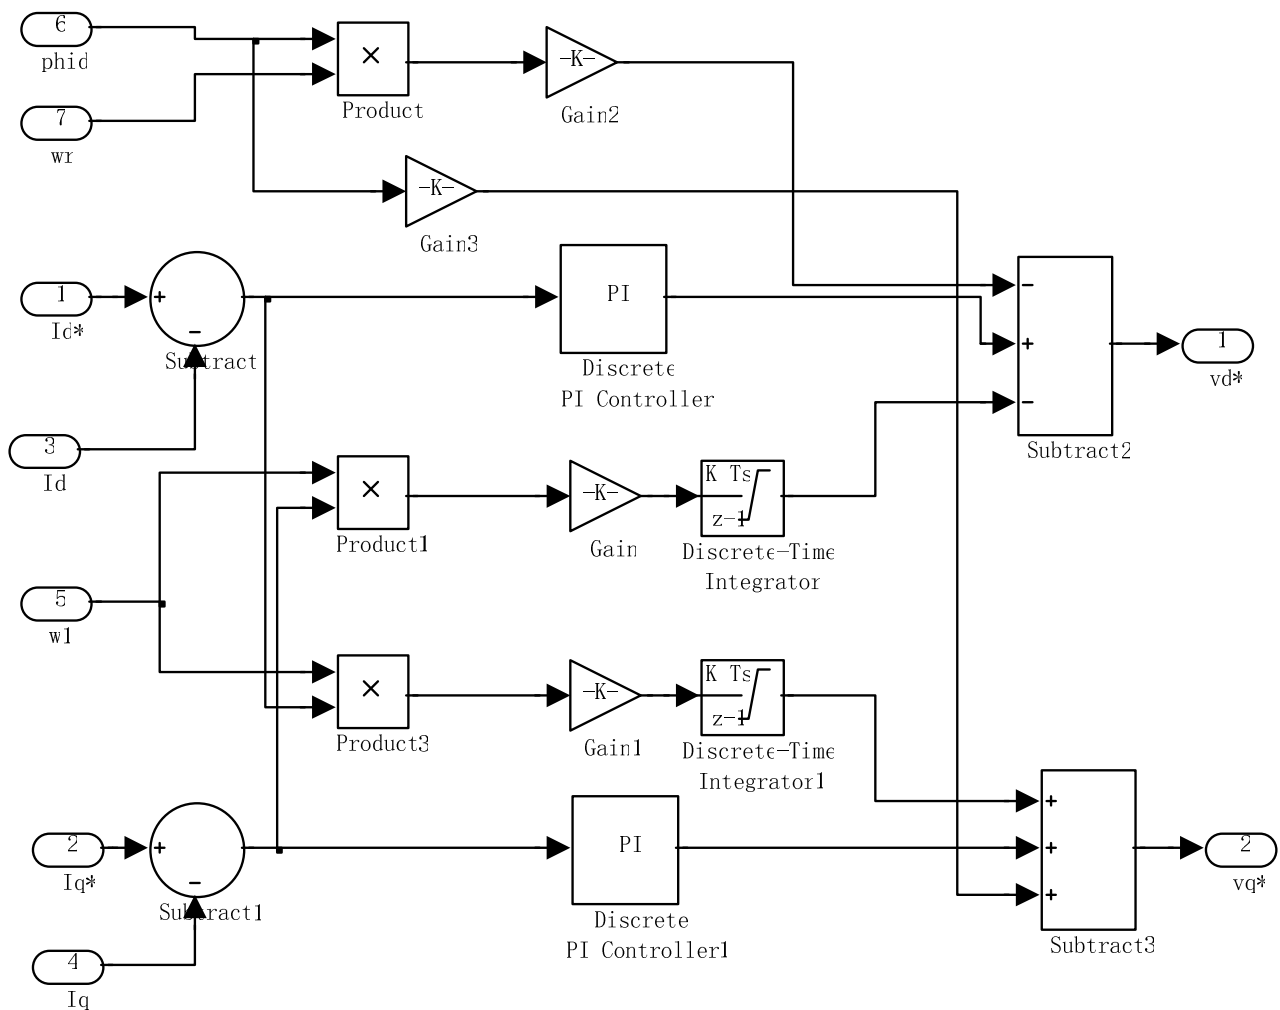 6
phid
×
Product
-K-
Gain2
7
wr
-K-
Gain3
1
Id*
+
-
Subtract
PI
Discrete
PI Controller
-
+
-
Subtract2
1
vd*
3
Id
×
Product1
-K-
Gain
K Ts
z-1
Discrete-Time
Integrator
5
w1
×
Product3
-K-
Gain1
K Ts
z-1
Discrete-Time
Integrator1
2
Iq*
+
-
Subtract1
PI
Discrete
PI Controller1
+
+
+
Subtract3
2
vq*
4
Iq